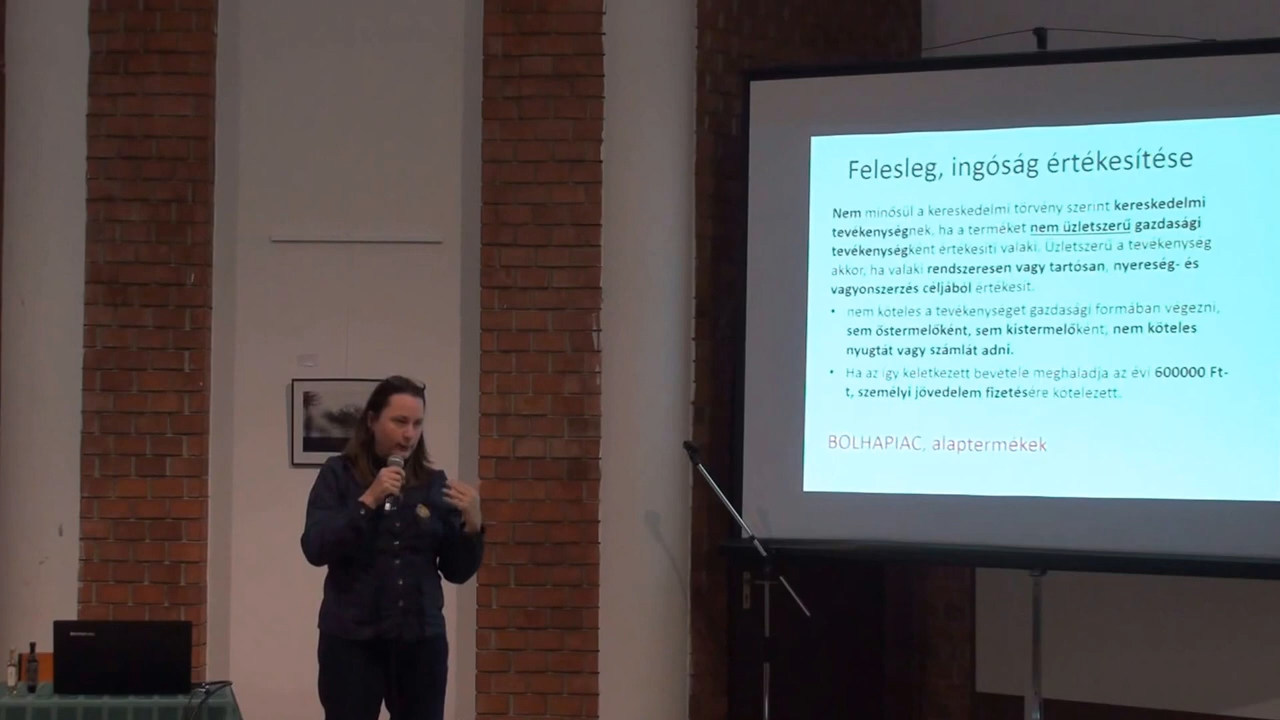 Felesleg, ingóság értékesítése
Nem minősül a kereskedelmi törvény szerint kereskedelmi
tevékenységnek, ha a terméket nem üzletszerű gazdasági
tevékenységként értékesíti valaki. Üzletszerű a tevékenység
akkor, ha valaki rendszeresen vagy tartósan, nyereség- és
vagyonszerzés céljából értékesít.
• nem köteles a tevékenységet gazdasági formában végezni,
sem őstermelőként, sem kistermelőként, nem köteles
nyugtát vagy számlát adni.
• Ha az így keletkezett bevétele meghaladja az évi 600000 Ft-
t, személyi jövedelem fizetésére kötelezett.
BOLHAPIAC, alaptermékek